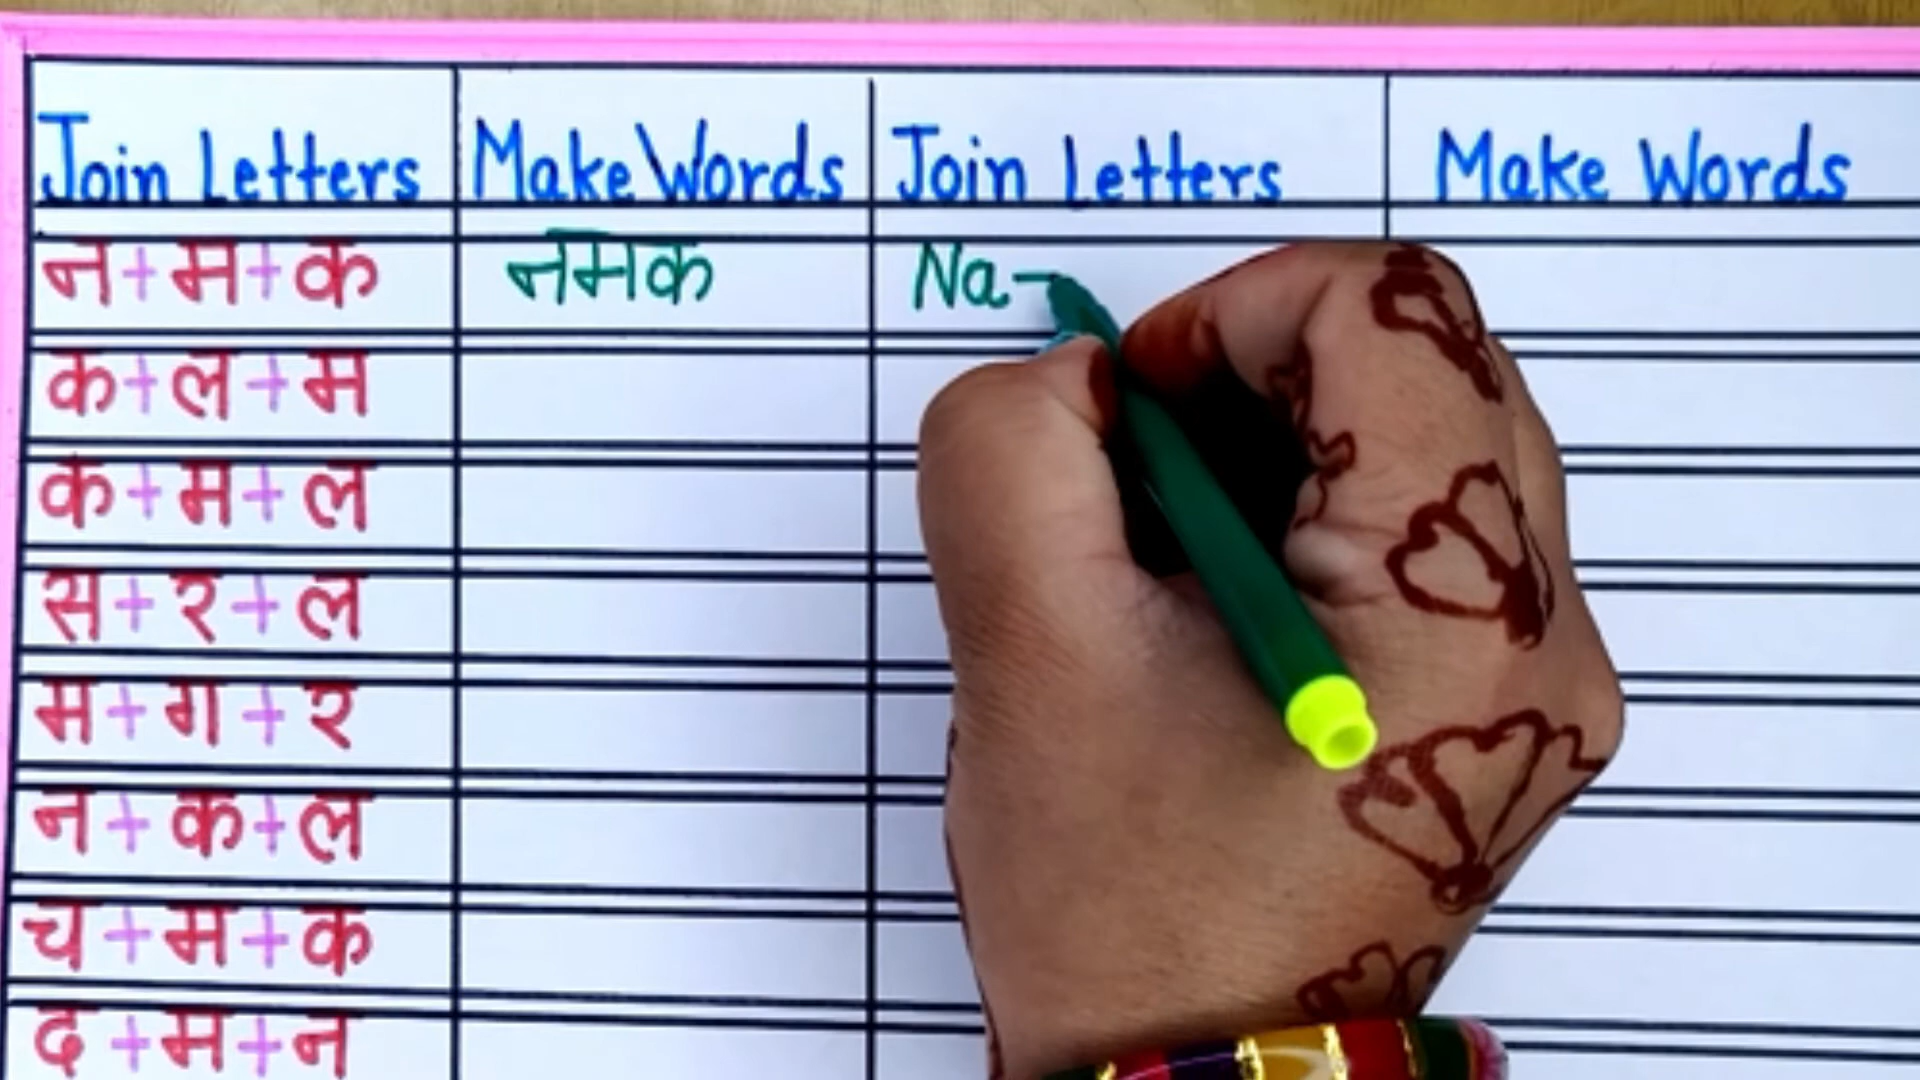 Join Letters Make Words Join Letters Make Words
न+म+क नमक Na-
क+ल+म
क+म+ल
स+र+ल
म+ग+र
न+क+ल
च+म+क
द+म+न